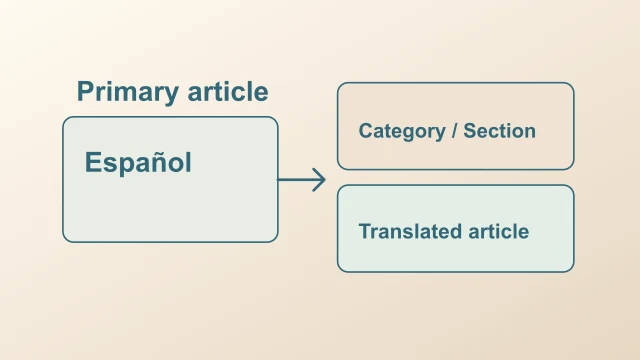 Primary article
Español
Category / Section
Translated article